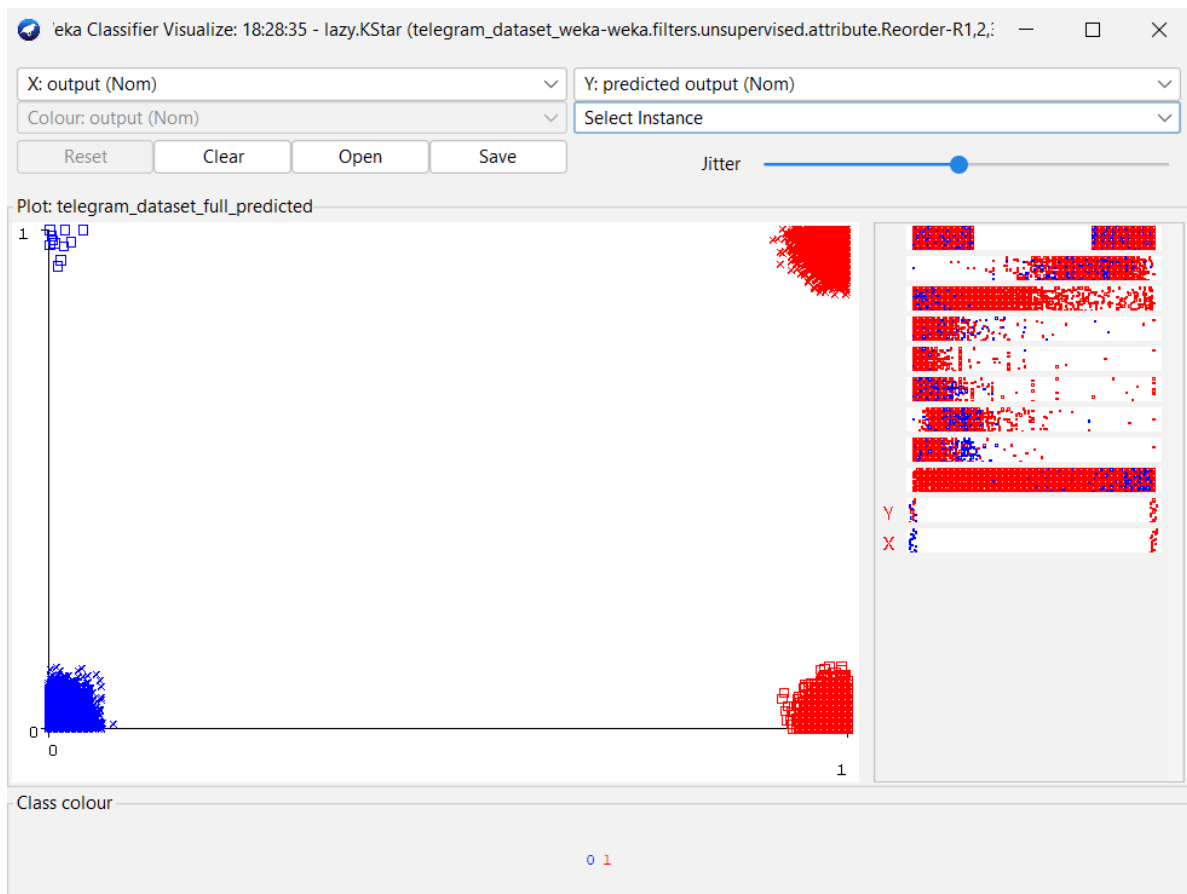 'eka Classifier Visualize: 18:28:35 - lazy.KStar (telegram_dataset_weka-weka.filters.unsupervised.attribute.Reorder-R1,2,
X: output (Nom)
Y: predicted output (Nom)
Colour: output (Nom)
Select Instance
Reset
Clear
Open
Save
Jitter
Plot: telegram_dataset_full_predicted
1
Y
X
0
0
1
Class colour
0 1